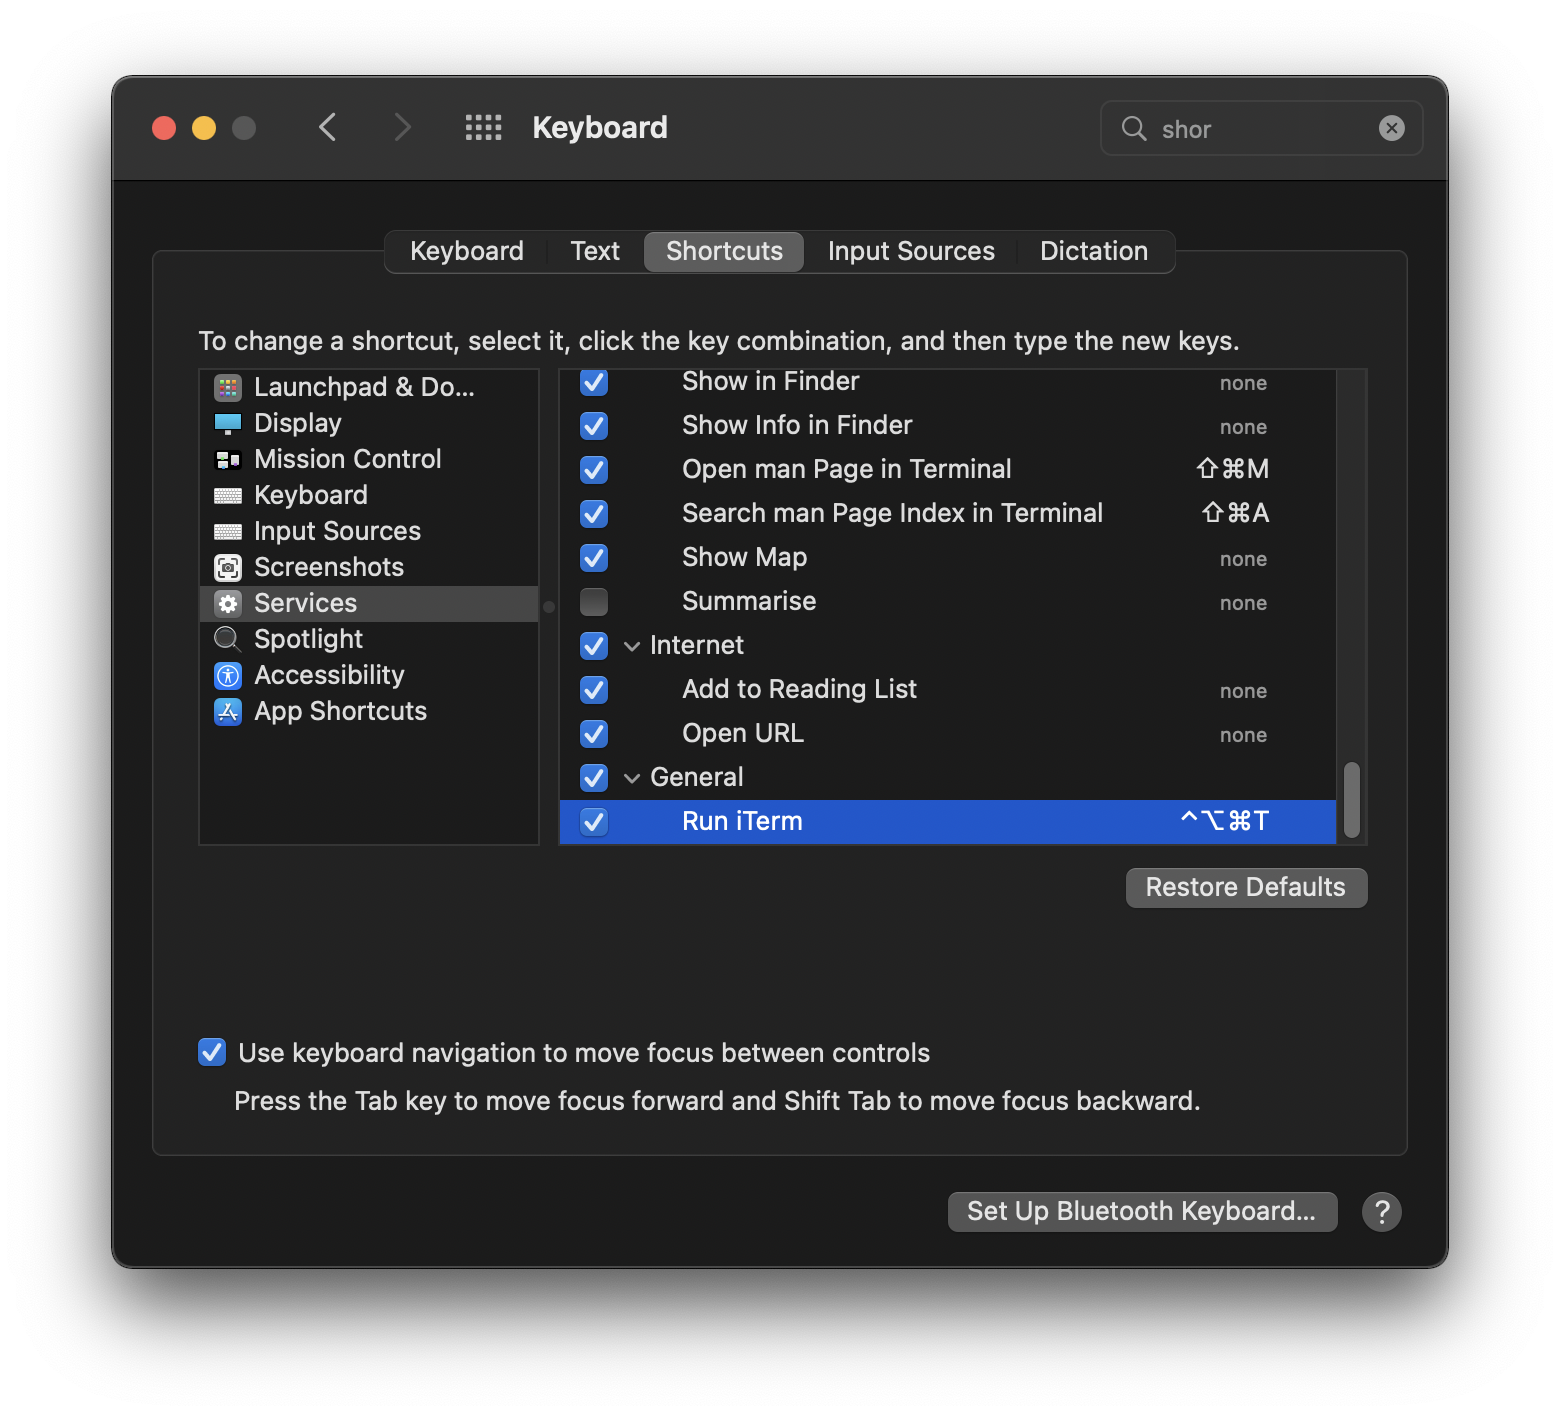 Keyboard
shor
Keyboard
Text
Shortcuts
Input Sources
Dictation
To change a shortcut, select it, click the key combination, and then type the new keys.
Launchpad & Do...
Display
Mission Control
Keyboard
Input Sources
Screenshots
Services
Spotlight
Accessibility
App Shortcuts
Show in Finder none
Show Info in Finder none
Open man Page in Terminal ⇧⌘M
Search man Page Index in Terminal ⇧⌘A
Show Map none
Summarise none
Internet
Add to Reading List none
Open URL none
General
Run iTerm ^⌥⌘T
Restore Defaults
Use keyboard navigation to move focus between controls
Press the Tab key to move focus forward and Shift Tab to move focus backward.
Set Up Bluetooth Keyboard...
?